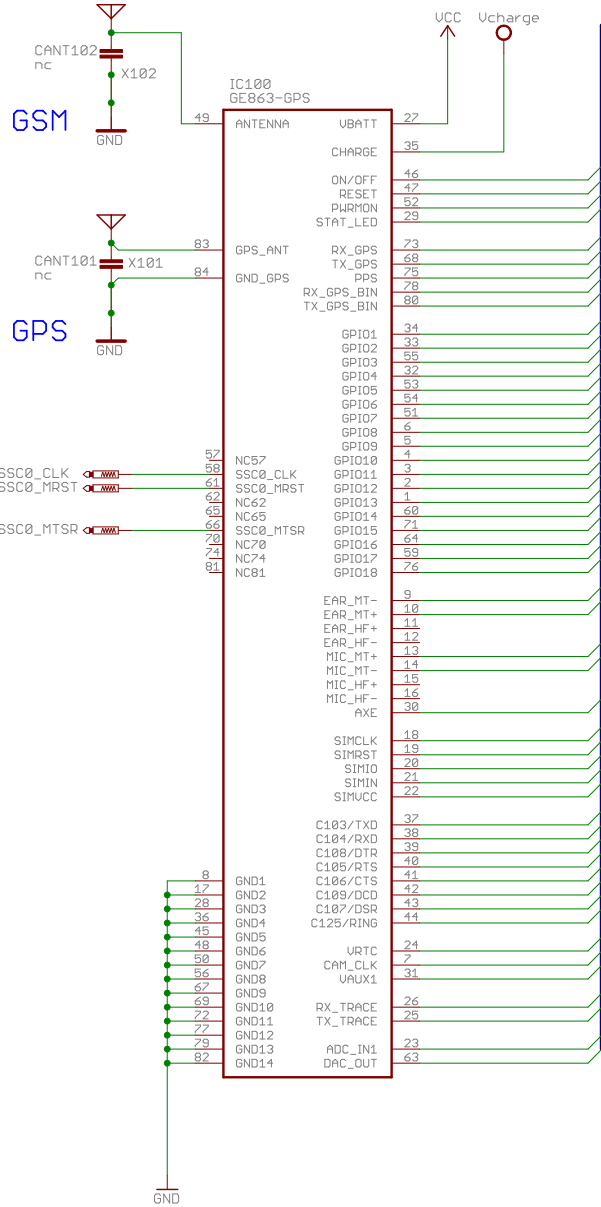 VCC
Vcharge
CANT102
nc
X102
GSM
GND
IC100
GE863-GPS
49 ANTENNA
VBATT 27
CHARGE 35
ON/OFF 46
RESET 47
PWRMON 52
STAT_LED 29
CANT101
nc
X101
GPS
GND
83 GPS_ANT
84 GND_GPS
RX_GPS 73
TX_GPS 68
PPS 75
RX_GPS_BIN 78
TX_GPS_BIN 80
GPIO1 34
GPIO2 33
GPIO3 55
GPIO4 32
GPIO5 53
GPIO6 54
GPIO7 51
GPIO8 6
GPIO9 5
GPIO10 4
GPIO11 3
GPIO12 2
GPIO13 1
GPIO14 60
GPIO15 71
GPIO16 64
GPIO17 59
GPIO18 76
SSC0_CLK
SSC0_MRST
SSC0_MTSR
57 NC57
58 SSC0_CLK
61 SSC0_MRST
62 NC62
65 NC65
66 SSC0_MTSR
70 NC70
74 NC74
81 NC81
EAR_MT- 9
EAR_MT+ 10
EAR_HF+ 11
EAR_HF- 12
MIC_MT+ 13
MIC_MT- 14
MIC_HF+ 15
MIC_HF- 16
AXE 30
SIMCLK 18
SIMRST 19
SIMIO 20
SIMIN 21
SIMVCC 22
C103/TXD 37
C104/RXD 38
C108/DTR 39
C105/RTS 40
C106/CTS 41
C109/DCD 42
C107/DSR 43
C125/RING 44
8 GND1
17 GND2
28 GND3
36 GND4
45 GND5
48 GND6
50 GND7
56 GND8
67 GND9
69 GND10
72 GND11
77 GND12
79 GND13
82 GND14
VRTC 24
CAM_CLK 7
VAUX1 31
RX_TRACE 26
TX_TRACE 25
ADC_IN1 23
DAC_OUT 63
GND